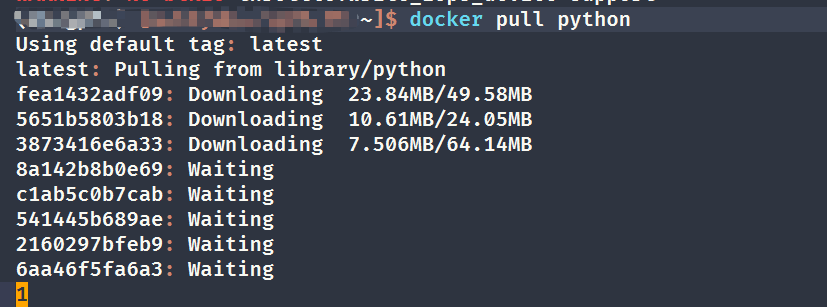 ~]$ docker pull python
Using default tag: latest
latest: Pulling from library/python
fea1432adf09: Downloading 23.84MB/49.58MB
5651b5803b18: Downloading 10.61MB/24.05MB
3873416e6a33: Downloading 7.506MB/64.14MB
8a142b8b0e69: Waiting
c1ab5c0b7cab: Waiting
541445b689ae: Waiting
2160297bfeb9: Waiting
6aa46f5fa6a3: Waiting
1